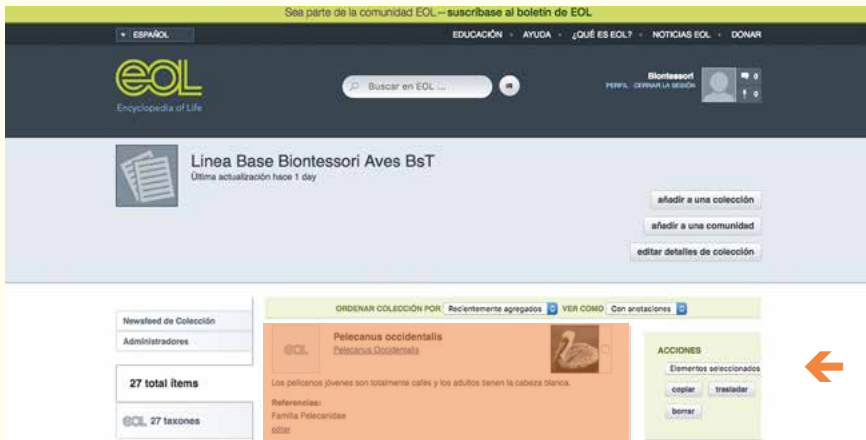 Sea parte de la comunidad EOL—suscríbase al boletín de EOL
ESPAÑOL
EDUCACIÓN · AYUDA · ¿QUÉ ES EOL? · NOTICIAS EOL · DONAR
eol
Encyclopedia of Life
Buscar en EOL ...
IR
Biontessori
PERFIL CERRAR LA SESIÓN
0
0
Linea Base Biontessori Aves BsT
Última actualización hace 1 day
añadir a una colección
añadir a una comunidad
editar detalles de colección
ORDENAR COLECCIÓN POR Recientemente agregados VER COMO Con anotaciones
Newsfeed de Colección
Administradores
27 total ítems
eol 27 taxones
eol
Pelecanus occidentalis
Pelecanus Occidentalis
Los pelícanos jóvenes son totalmente cafes y los adultos tienen la cabeza blanca.
Referencias:
Familia Pelecanidae
editar
ACCIONES
Elementos seleccionados
copiar trasladar
borrar